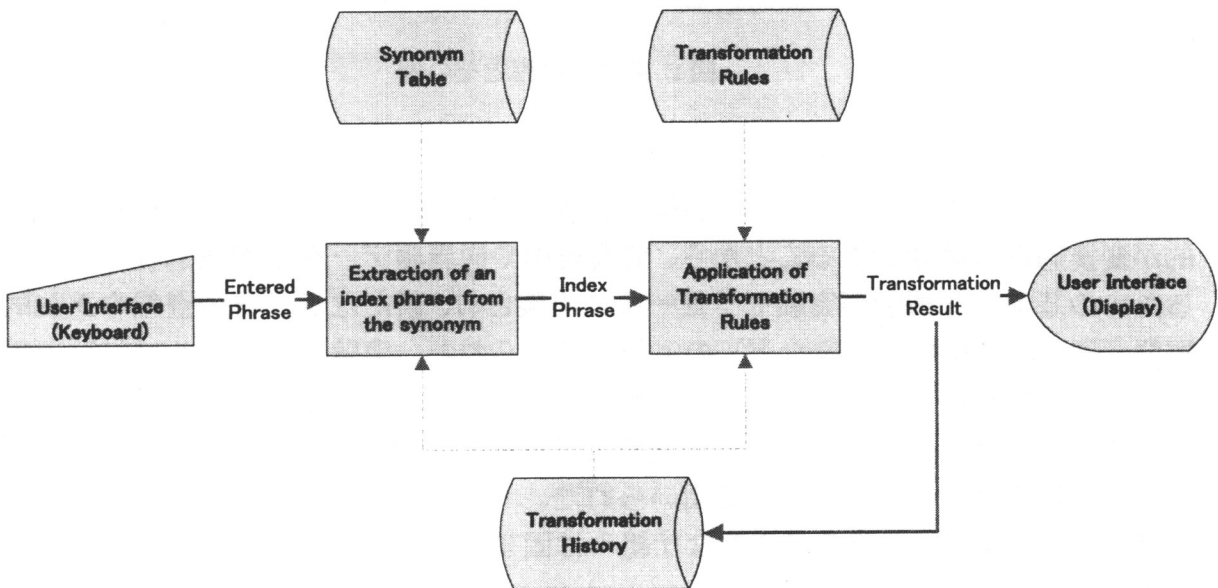 Synonym
Table
Transformation
Rules
User Interface
(Keyboard)
Entered
Phrase
Extraction of an
index phrase from
the synonym
Index
Phrase
Application of
Transformation
Rules
Transformation
Result
User Interface
(Display)
Transformation
History